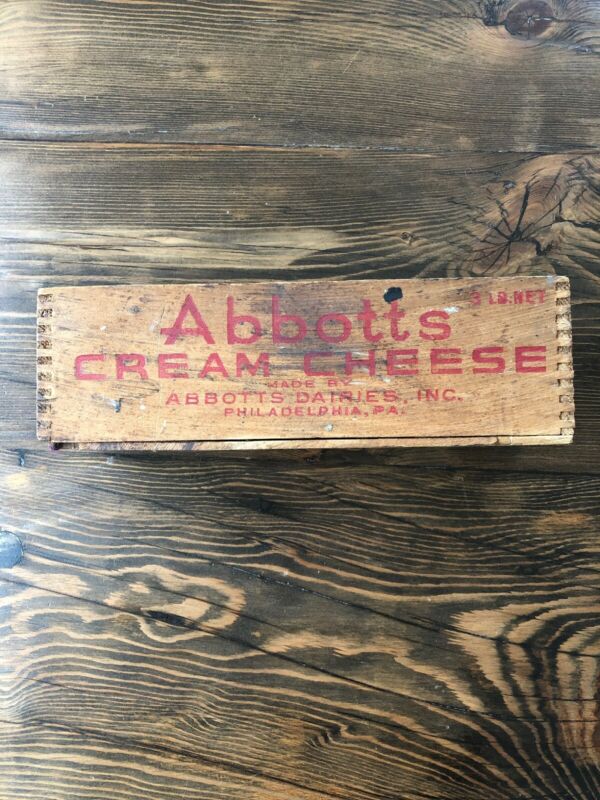 3 LB. NET
Abbotts
CREAM CHEESE
MADE BY
ABBOTTS DAIRIES, INC.
PHILADELPHIA, PA.